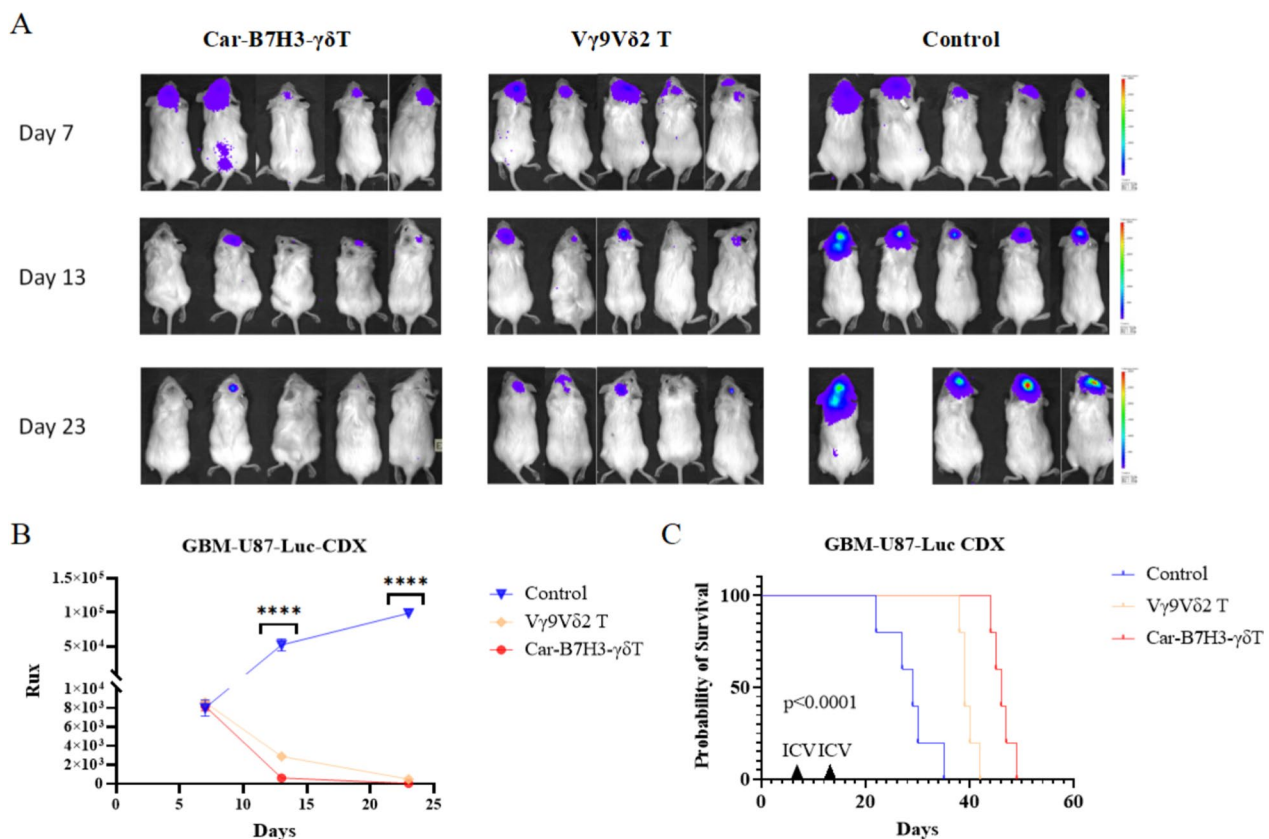 A
Car-B7H3-γδT
Vγ9Vδ2 T
Control
Day 7
Day 13
Day 23
B
GBM-U87-Luc-CDX
1.5×10⁵
1×10⁵
5×10⁴
1×10⁴
8×10³
6×10³
4×10³
2×10³
0
Rux
****
****
0
5
10
15
20
25
Days
Control
Vγ9Vδ2 T
Car-B7H3-γδT
C
GBM-U87-Luc CDX
Probability of Survival
100
50
0
p<0.0001
ICV ICV
0
20
40
60
Days
Control
Vγ9Vδ2 T
Car-B7H3-γδT